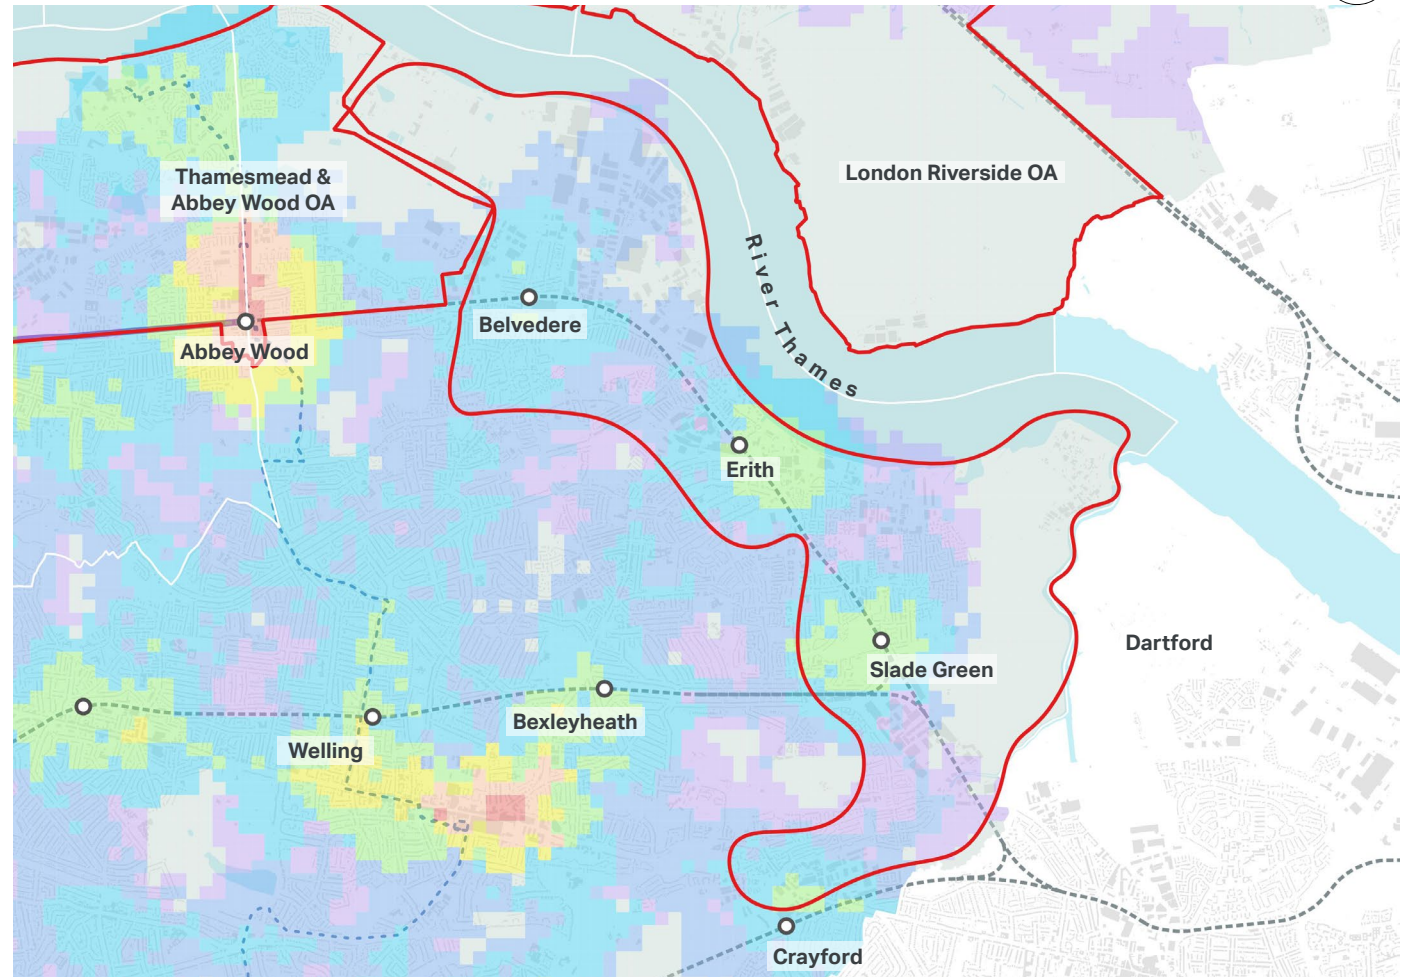 Thamesmead &
Abbey Wood OA
London Riverside OA
River Thames
Belvedere
Abbey Wood
Erith
Dartford
Slade Green
Bexleyheath
Welling
Crayford